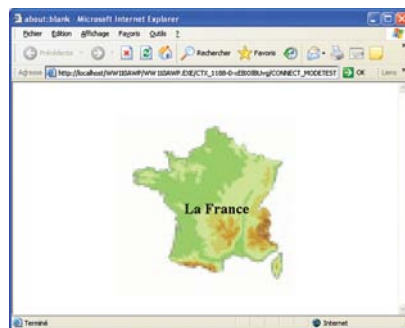 about:blank - Microsoft Internet Explorer
Fichier Edition Affichage Favoris Outils ?
Précédente Rechercher Favoris
Adresse OK Liens
La France
Terminé Internet